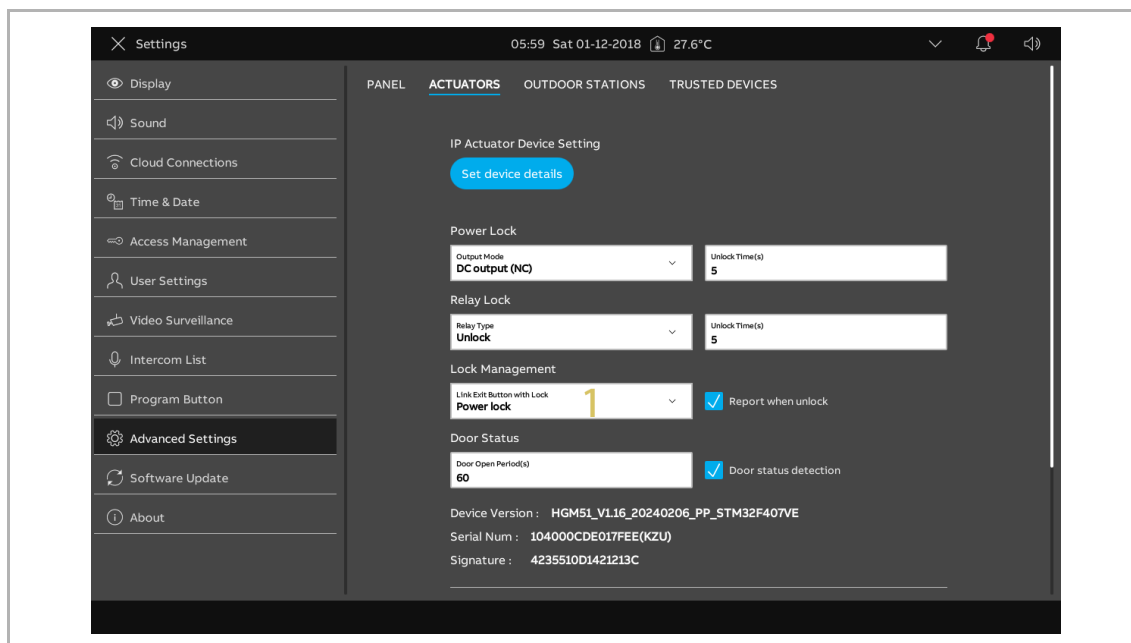 Settings
05:59 Sat 01-12-2018 27.6°C
Display
Sound
Cloud Connections
Time & Date
Access Management
User Settings
Video Surveillance
Intercom List
Program Button
Advanced Settings
Software Update
About
PANEL ACTUATORS OUTDOOR STATIONS TRUSTED DEVICES
IP Actuator Device Setting
Set device details
Power Lock
Output Mode
DC output (NC)
Unlock Time(s)
5
Relay Lock
Relay Type
Unlock
Unlock Time(s)
5
Lock Management
Link Exit Button with Lock
Power lock
1
Report when unlock
Door Status
Door Open Period(s)
60
Door status detection
Device Version : HGM51_V1.16_20240206_PP_STM32F407VE
Serial Num : 104000CDE017FEE(KZU)
Signature : 4235510D1421213C